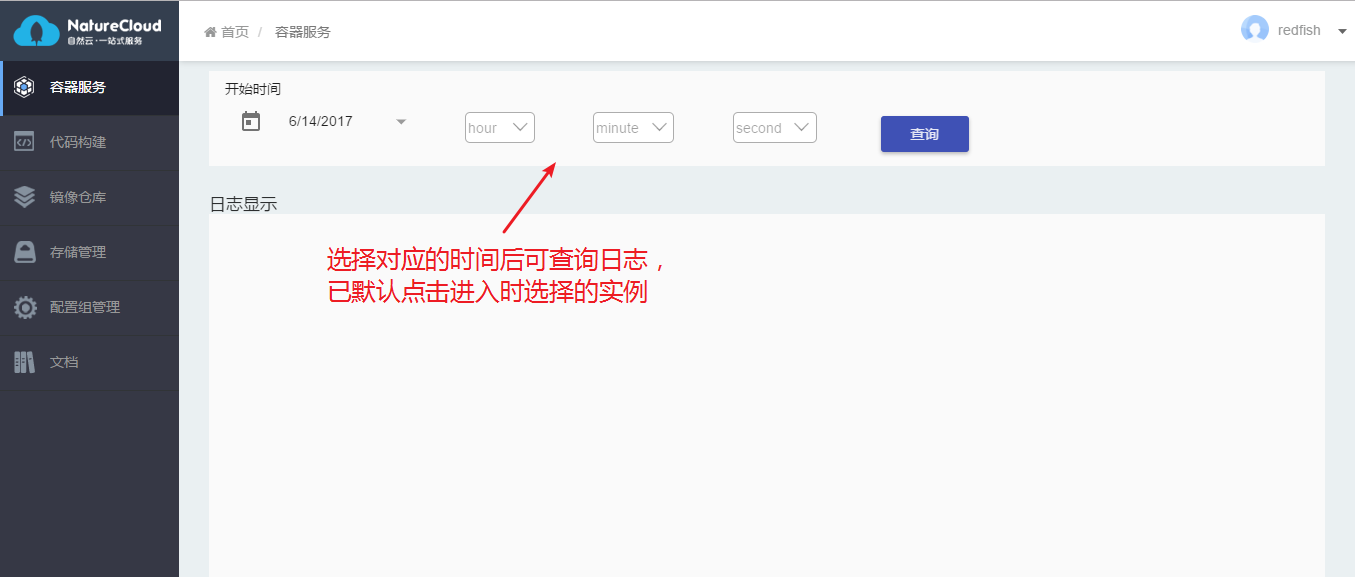 NatureCloud
自然云·一站式服务
首页 / 容器服务
redfish
容器服务
代码构建
镜像仓库
存储管理
配置组管理
文档
开始时间
6/14/2017
hour
minute
second
查询
日志显示
选择对应的时间后可查询日志，
已默认点击进入时选择的实例